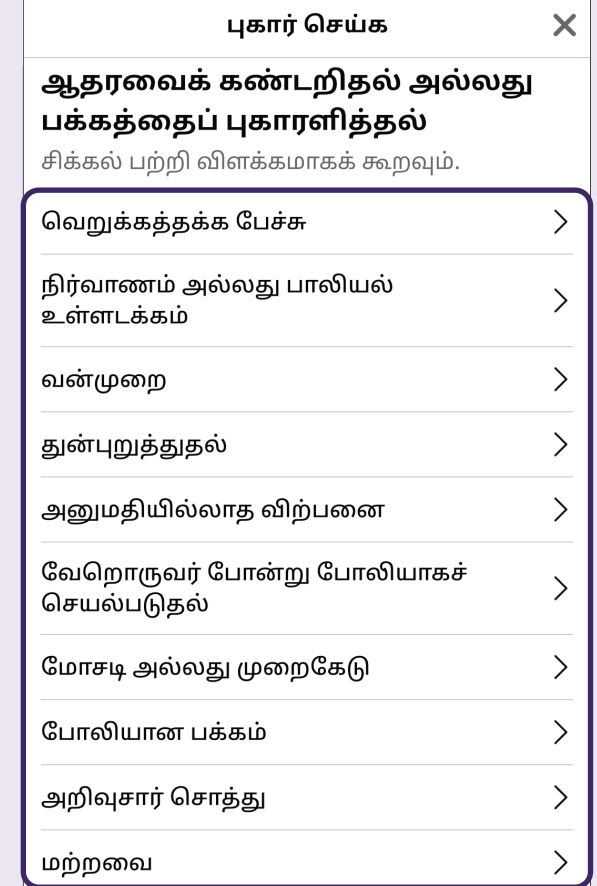 புகார் செய்க
ஆதரவைக் கண்டறிதல் அல்லது
பக்கத்தைப் புகாரளித்தல்
சிக்கல் பற்றி விளக்கமாகக் கூறவும்.
வெறுக்கத்தக்க பேச்சு
நிர்வாணம் அல்லது பாலியல்
உள்ளடக்கம்
வன்முறை
துன்புறுத்துதல்
அனுமதியில்லாத விற்பனை
வேறொருவர் போன்று போலியாகச்
செயல்படுதல்
மோசடி அல்லது முறைகேடு
போலியான பக்கம்
அறிவுசார் சொத்து
மற்றவை